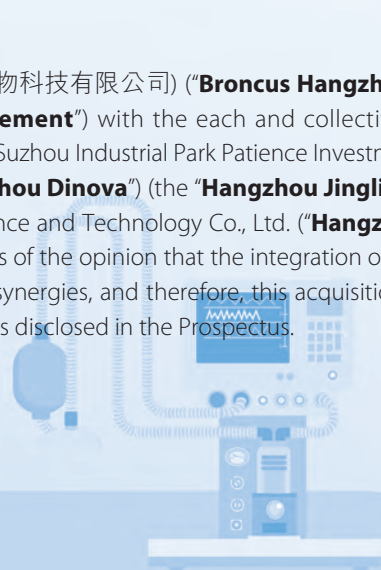 物科技有限公司) (“Broncus Hangzh
ement”) with the each and collecti
Suzhou Industrial Park Patience Investm
hou Dinova”) (the “Hangzhou Jingli
nce and Technology Co., Ltd. (“Hangz
s of the opinion that the integration o
synergies, and therefore, this acquisitio
s disclosed in the Prospectus.